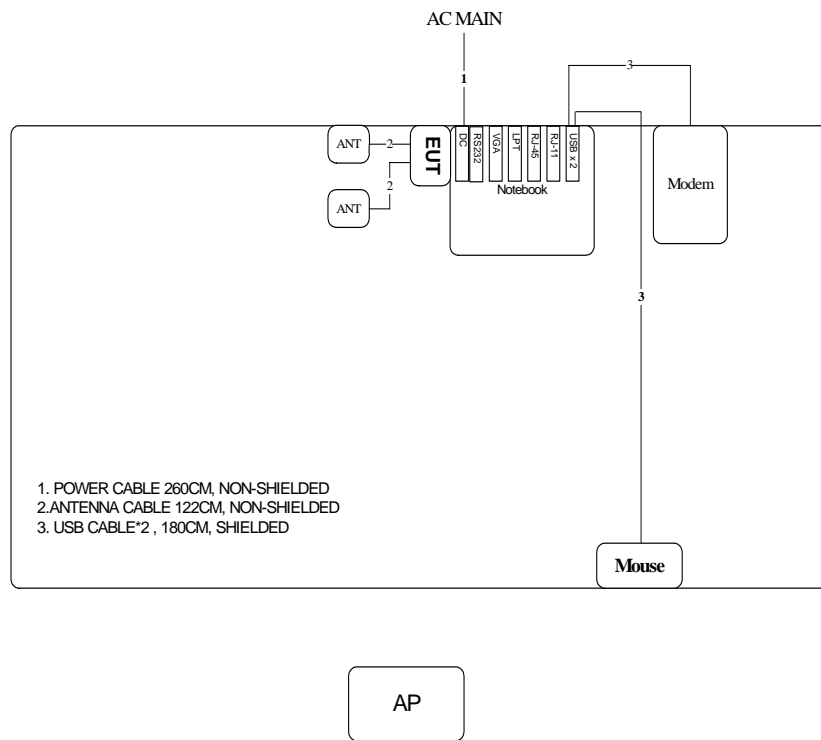 AC MAIN
1
3
ANT
2
EUT
DC
RS232
VGA
LPT
RJ-45
RJ-11
USB x 2
Modem
2
ANT
Notebook
3
1. POWER CABLE 260CM, NON-SHIELDED
2.ANTENNA CABLE 122CM, NON-SHIELDED
3. USB CABLE*2 , 180CM, SHIELDED
Mouse
AP